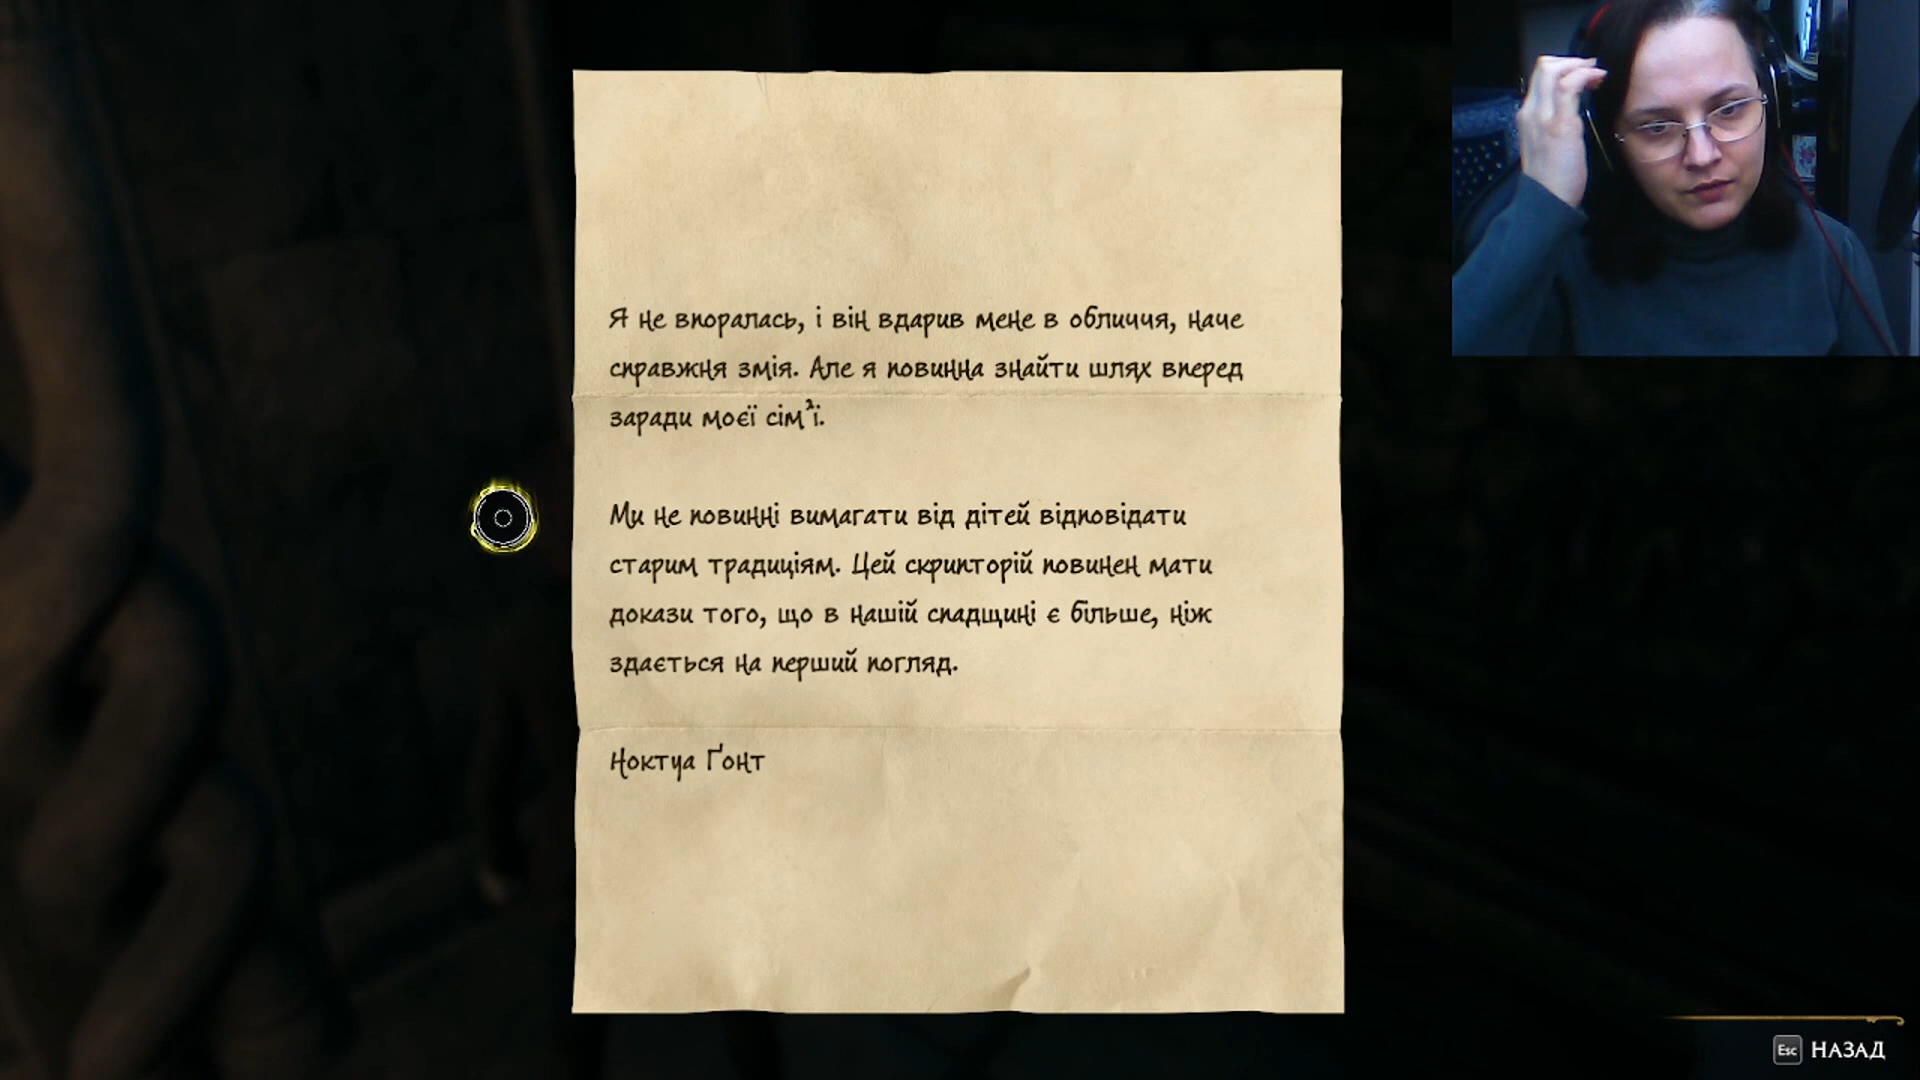 Я не впоралась, і він вдарив мене в обличчя, наче
справжня змія. Але я повинна знайти шлях вперед
заради моєї сім'ї.
Ми не повинні вимагати від дітей відповідати
старим традиціям. Цей скрипторій повинен мати
докази того, що в нашій спадщині є більше, ніж
здається на перший погляд.
Ноктуа Ґонт
Esc НАЗАД